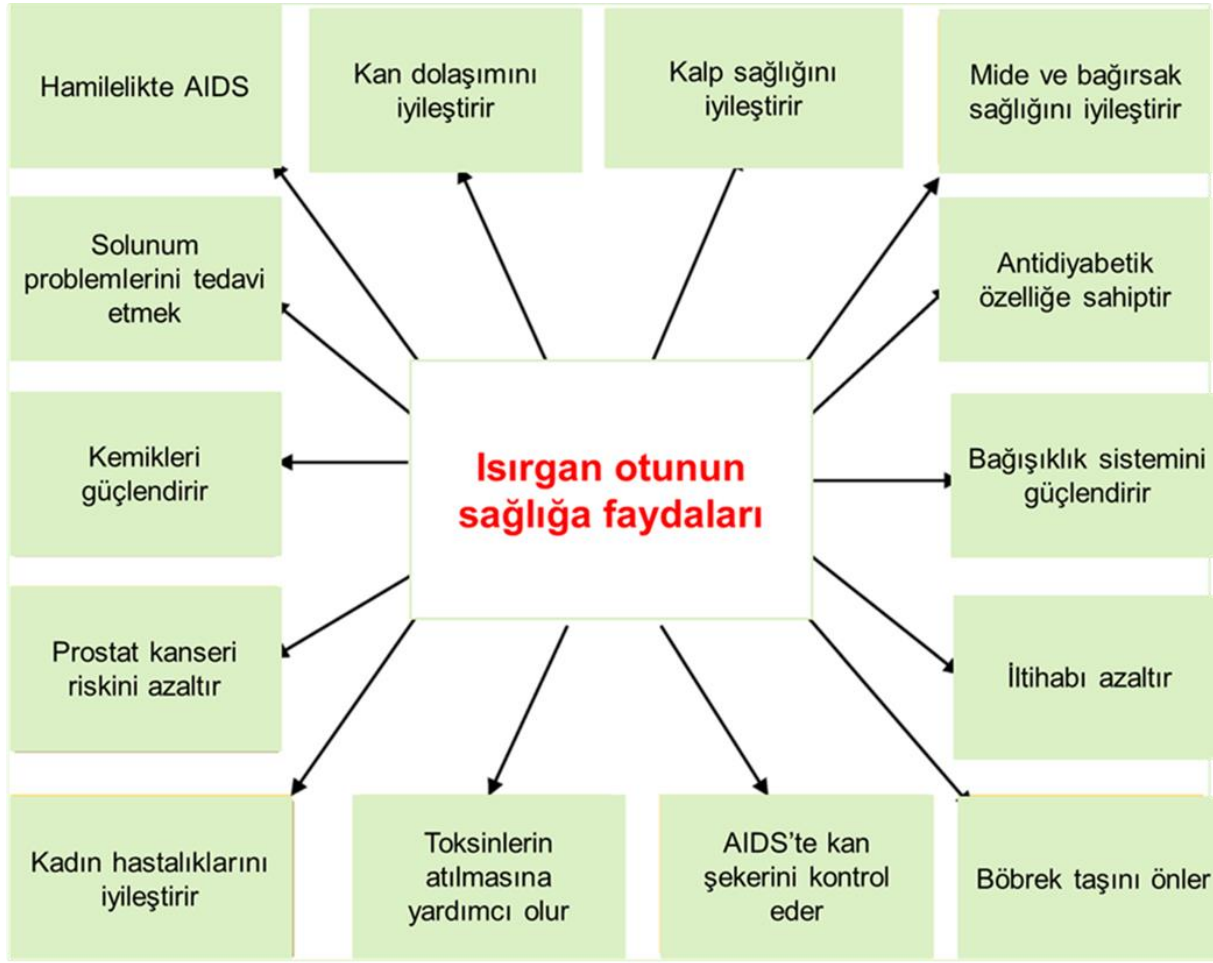 Hamilelikte AIDS
Kan dolaşımını
iyileştirir
Kalp sağlığını
iyileştirir
Mide ve bağırsak
sağlığını iyileştirir
Solunum
problemlerini tedavi
etmek
Antidiyabetik
özelliğe sahiptir
Kemikleri
güçlendirir
Isırgan otunun
sağlığa faydaları
Bağışıklık sistemini
güçlendirir
Prostat kanseri
riskini azaltır
İltihabı azaltır
Kadın hastalıklarını
iyileştirir
Toksinlerin
atılmasına
yardımcı olur
AIDS’te kan
şekerini kontrol
eder
Böbrek taşını önler